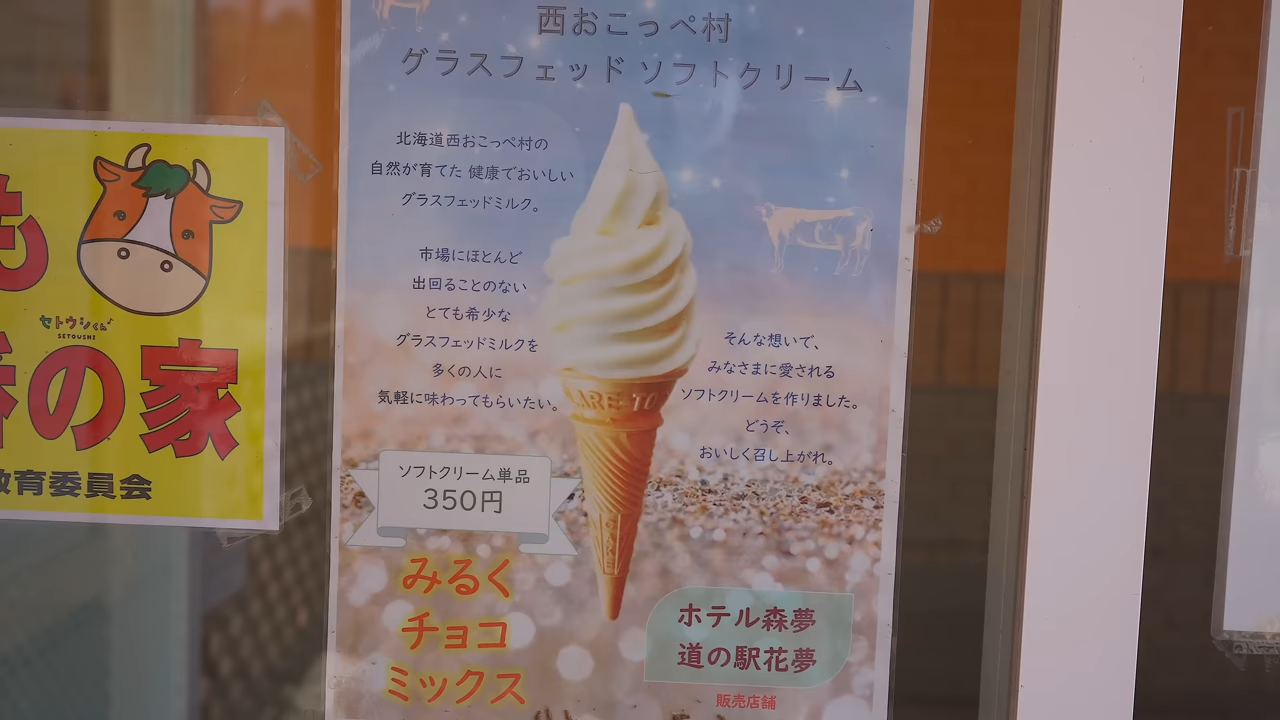 西おこっぺ村
グラスフェッド ソフトクリーム
北海道西おこっぺ村の
自然が育てた 健康でおいしい
グラスフェッドミルク。
市場にほとんど
出回ることのない
とても希少な
グラスフェッドミルクを
多くの人に
気軽に味わってもらいたい。
そんな想いで、
みなさまに愛される
ソフトクリームを作りました。
どうぞ、
おいしく召し上がれ。
ソフトクリーム単品
350円
みるく
チョコ
ミックス
ホテル森夢
道の駅花夢
販売店舗
も
セトウシくん
SETOUSHI
番の家
教育委員会
CAKE